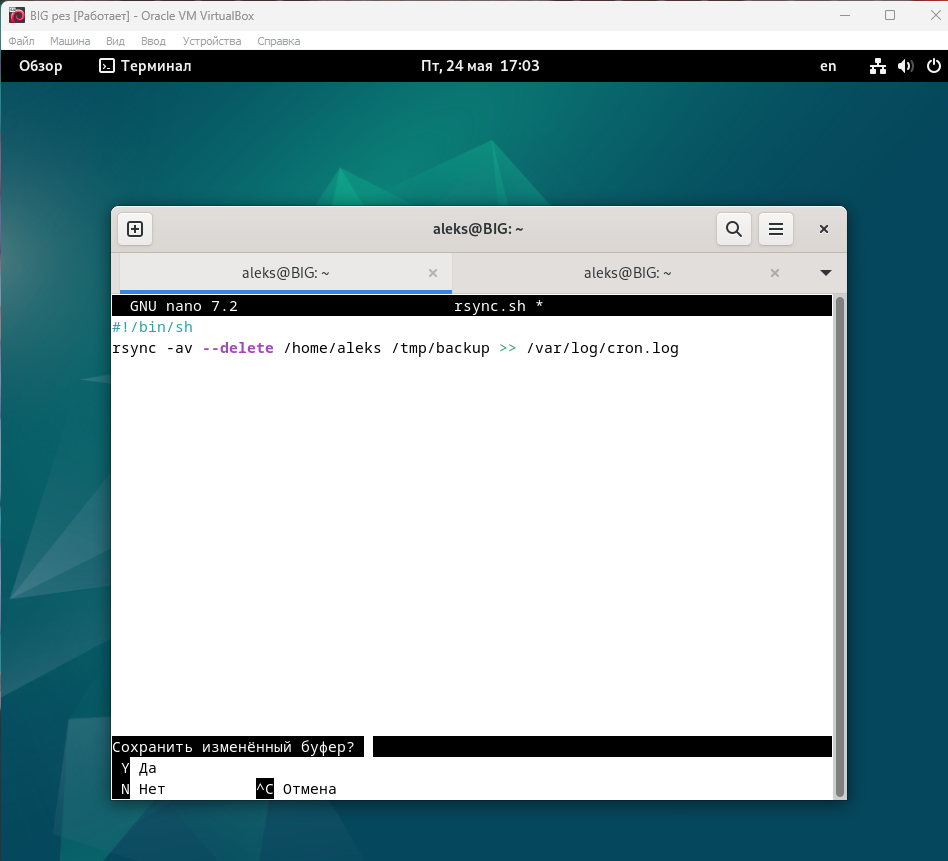 BIG рез [Работает] - Oracle VM VirtualBox
Файл Машина Вид Ввод Устройства Справка
Обзор Терминал Пт, 24 мая 17:03 en
aleks@BIG: ~
aleks@BIG: ~ aleks@BIG: ~
GNU nano 7.2 rsync.sh *
#!/bin/sh
rsync -av --delete /home/aleks /tmp/backup >> /var/log/cron.log
Сохранить изменённый буфер?
Y Да
N Нет ^C Отмена